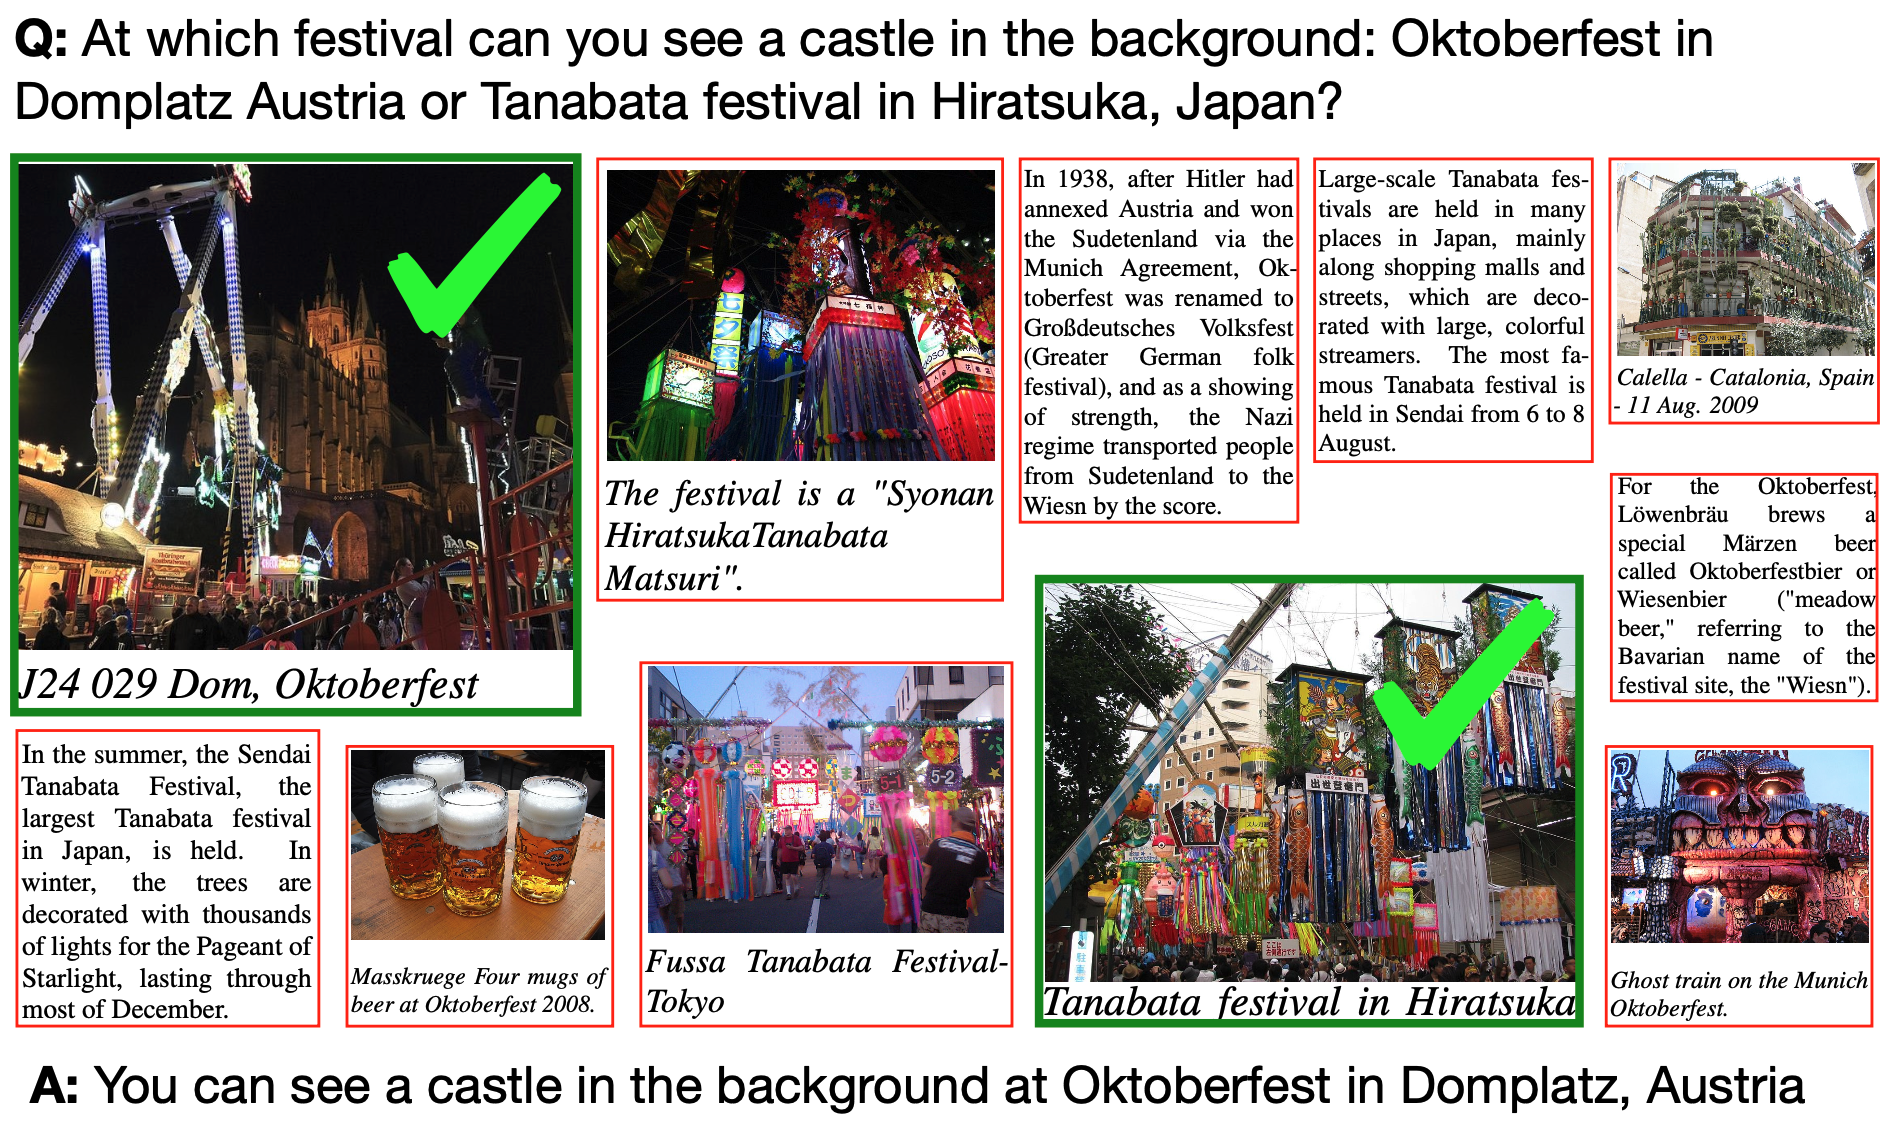 Q: At which festival can you see a castle in the background: Oktoberfest in
Domplatz Austria or Tanabata festival in Hiratsuka, Japan?
J24 029 Dom, Oktoberfest
The festival is a "Syonan
HiratsukaTanabata
Matsuri".
In 1938, after Hitler had
annexed Austria and won
the Sudetenland via the
Munich Agreement, Ok-
toberfest was renamed to
Großdeutsches Volksfest
(Greater German folk
festival), and as a showing
of strength, the Nazi
regime transported people
from Sudetenland to the
Wiesn by the score.
Large-scale Tanabata fes-
tivals are held in many
places in Japan, mainly
along shopping malls and
streets, which are deco-
rated with large, colorful
streamers. The most fa-
mous Tanabata festival is
held in Sendai from 6 to 8
August.
Calella - Catalonia, Spain
- 11 Aug. 2009
For the Oktoberfest,
Löwenbräu brews a
special Märzen beer
called Oktoberfestbier or
Wiesenbier ("meadow
beer," referring to the
Bavarian name of the
festival site, the "Wiesn").
In the summer, the Sendai
Tanabata Festival, the
largest Tanabata festival
in Japan, is held. In
winter, the trees are
decorated with thousands
of lights for the Pageant of
Starlight, lasting through
most of December.
Masskruege Four mugs of
beer at Oktoberfest 2008.
5-1
5-2
Fussa Tanabata Festival-
Tokyo
出世登竜門
Tanabata festival in Hiratsuka
Ghost train on the Munich
Oktoberfest.
A: You can see a castle in the background at Oktoberfest in Domplatz, Austria